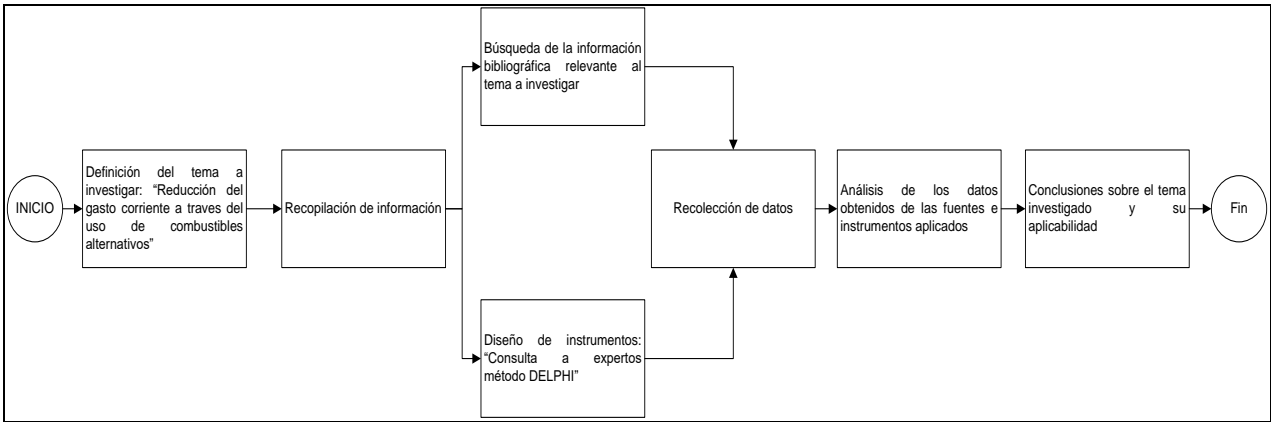 INICIO
Definición del tema a
investigar: “Reducción del
gasto corriente a traves del
uso de combustibles
alternativos”
Recopilación de información
Búsqueda de la información
bibliográfica relevante al
tema a investigar
Diseño de instrumentos:
“Consulta a expertos
método DELPHI”
Recolección de datos
Análisis de los datos
obtenidos de las fuentes e
instrumentos aplicados
Conclusiones sobre el tema
investigado y su
aplicabilidad
Fin